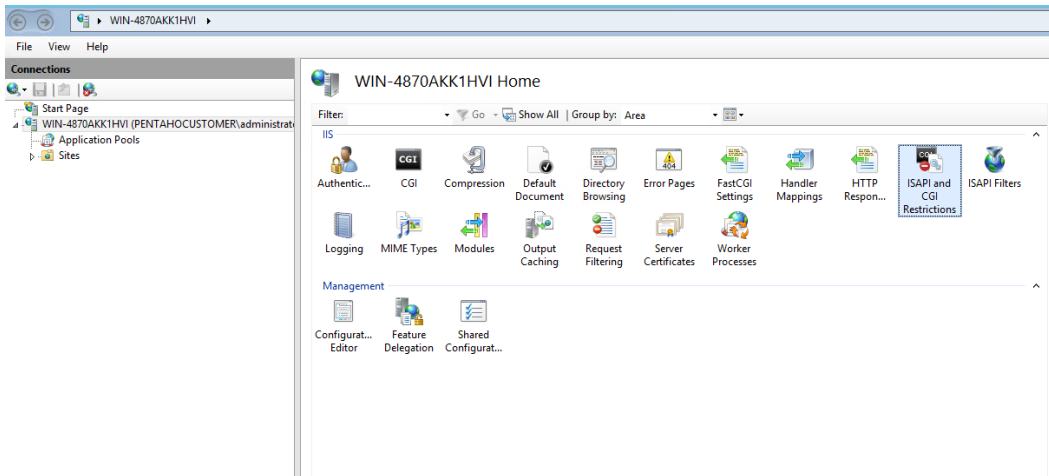 WIN-4870AKK1HVI
File View Help
Connections
Start Page
WIN-4870AKK1HVI (PENTAHOCUSTOMER\administrat
Application Pools
Sites
WIN-4870AKK1HVI Home
Filter: Go Show All Group by: Area
IIS
Authentic...
CGI
CGI
Compression
Default
Document
Directory
Browsing
404
Error Pages
FastCGI
Settings
Handler
Mappings
HTTP
Respon...
ISAPI and
CGI
Restrictions
ISAPI Filters
Logging
MIME Types
Modules
Output
Caching
Request
Filtering
Server
Certificates
Worker
Processes
Management
Configurat...
Editor
Feature
Delegation
Shared
Configurat...